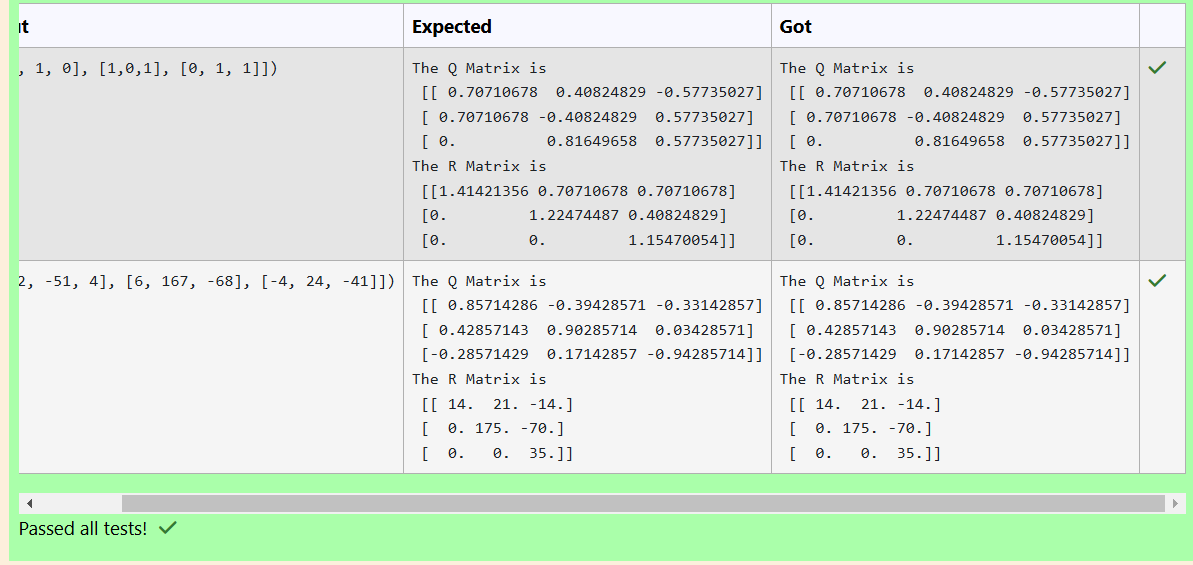 ut	Expected	Got
, 1, 0], [1,0,1], [0, 1, 1]])
The Q Matrix is
[[ 0.70710678  0.40824829 -0.57735027]
[ 0.70710678 -0.40824829  0.57735027]
[ 0.          0.81649658  0.57735027]]
The R Matrix is
[[1.41421356 0.70710678 0.70710678]
[0.         1.22474487 0.40824829]
[0.         0.         1.15470054]]
The Q Matrix is
[[ 0.70710678  0.40824829 -0.57735027]
[ 0.70710678 -0.40824829  0.57735027]
[ 0.          0.81649658  0.57735027]]
The R Matrix is
[[1.41421356 0.70710678 0.70710678]
[0.         1.22474487 0.40824829]
[0.         0.         1.15470054]]
2, -51, 4], [6, 167, -68], [-4, 24, -41]])
The Q Matrix is
[[ 0.85714286 -0.39428571 -0.33142857]
[ 0.42857143  0.90285714  0.03428571]
[-0.28571429  0.17142857 -0.94285714]]
The R Matrix is
[[ 14.  21. -14.]
[  0. 175. -70.]
[  0.   0.  35.]]
The Q Matrix is
[[ 0.85714286 -0.39428571 -0.33142857]
[ 0.42857143  0.90285714  0.03428571]
[-0.28571429  0.17142857 -0.94285714]]
The R Matrix is
[[ 14.  21. -14.]
[  0. 175. -70.]
[  0.   0.  35.]]
Passed all tests!